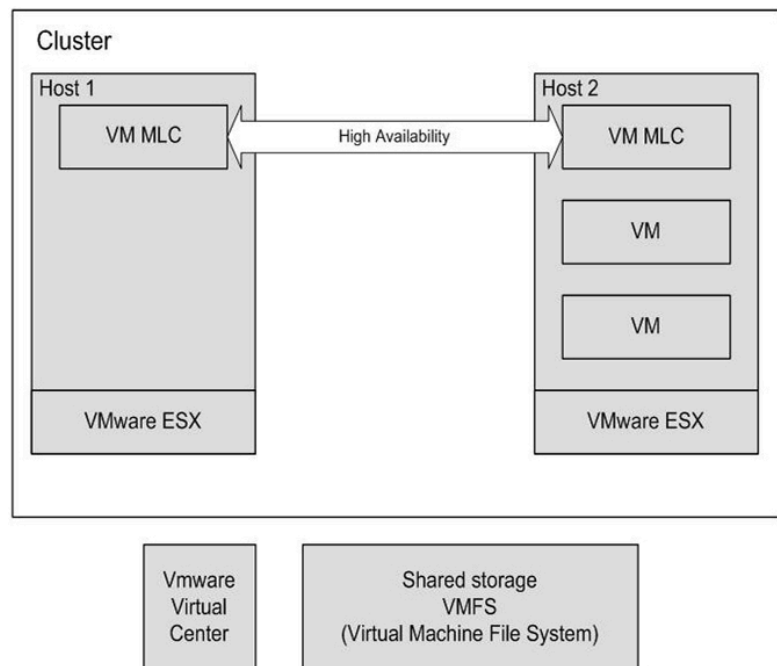 Cluster
Host 1
VM MLC
High Availability
Host 2
VM MLC
VM
VM
VMware ESX
VMware ESX
Vmware
Virtual
Center
Shared storage
VMFS
(Virtual Machine File System)